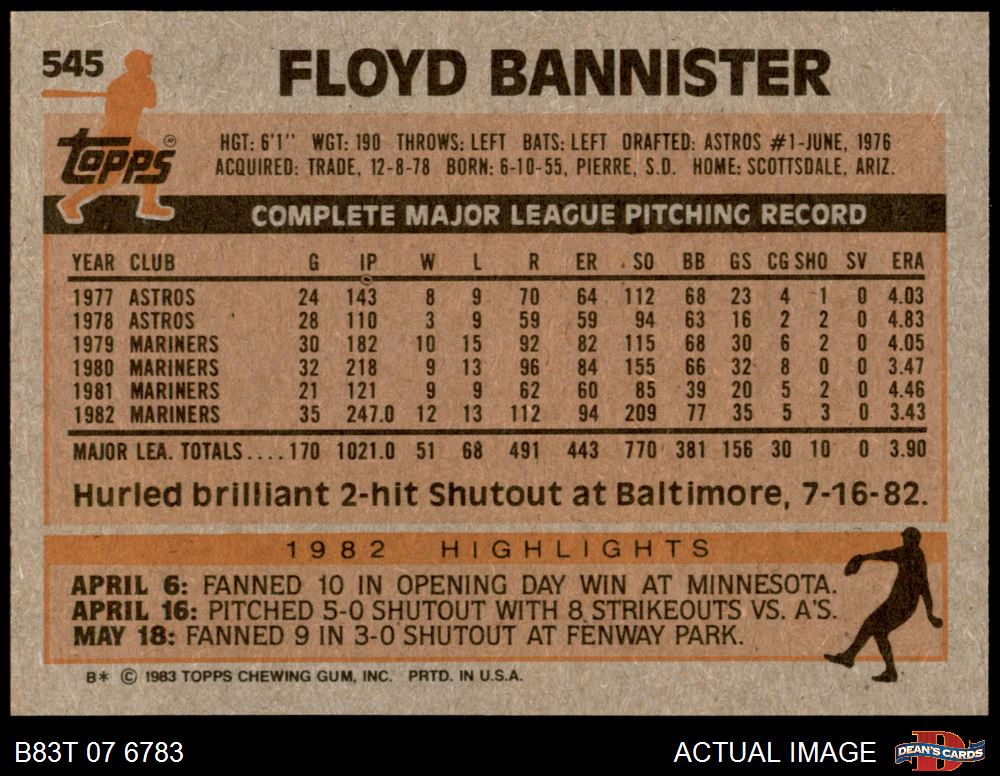 545
FLOYD BANNISTER
Topps®
HGT: 6'1" WGT: 190 THROWS: LEFT BATS: LEFT DRAFTED: ASTROS #1-JUNE, 1976
ACQUIRED: TRADE, 12-8-78 BORN: 6-10-55, PIERRE, S.D. HOME: SCOTTSDALE, ARIZ.
COMPLETE MAJOR LEAGUE PITCHING RECORD
YEAR CLUB G IP W L R ER SO BB GS CG SHO SV ERA
1977 ASTROS 24 143 8 9 70 64 112 68 23 4 1 0 4.03
1978 ASTROS 28 110 3 9 59 59 94 63 16 2 2 0 4.83
1979 MARINERS 30 182 10 15 92 82 115 68 30 6 2 0 4.05
1980 MARINERS 32 218 9 13 96 84 155 66 32 8 0 0 3.47
1981 MARINERS 21 121 9 9 62 60 85 39 20 5 2 0 4.46
1982 MARINERS 35 247.0 12 13 112 94 209 77 35 5 3 0 3.43
MAJOR LEA. TOTALS.... 170 1021.0 51 68 491 443 770 381 156 30 10 0 3.90
Hurled brilliant 2-hit Shutout at Baltimore, 7-16-82.
1982 HIGHLIGHTS
APRIL 6: FANNED 10 IN OPENING DAY WIN AT MINNESOTA.
APRIL 16: PITCHED 5-0 SHUTOUT WITH 8 STRIKEOUTS VS. A'S.
MAY 18: FANNED 9 IN 3-0 SHUTOUT AT FENWAY PARK.
B* © 1983 TOPPS CHEWING GUM, INC. PRTD. IN U.S.A.
B83T 07 6783
ACTUAL IMAGE
DEAN'S CARDS